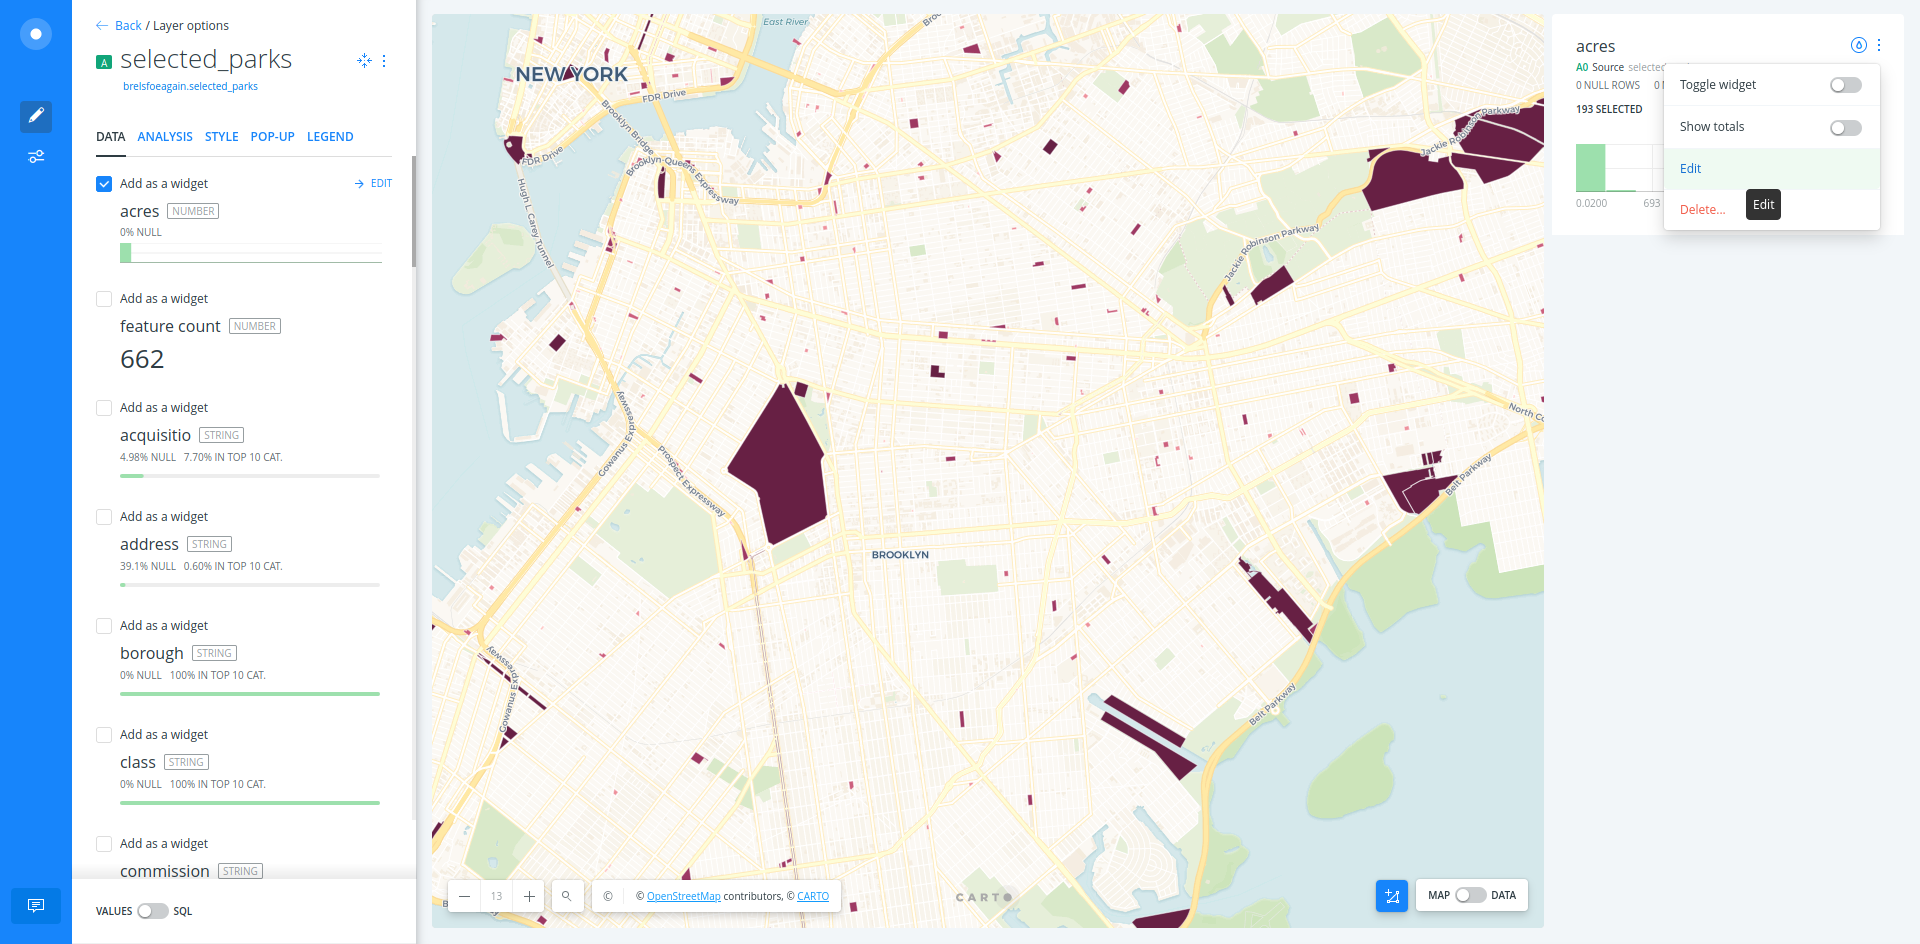 Back / Layer options
A
selected_parks
brelsfoeagain.selected_parks
DATA ANALYSIS STYLE POP-UP LEGEND
Add as a widget EDIT
acres NUMBER
0% NULL
Add as a widget
feature count NUMBER
662
Add as a widget
acquisitio STRING
4.98% NULL 7.70% IN TOP 10 CAT.
Add as a widget
address STRING
39.1% NULL 0.60% IN TOP 10 CAT.
Add as a widget
borough STRING
0% NULL 100% IN TOP 10 CAT.
Add as a widget
class STRING
0% NULL 100% IN TOP 10 CAT.
Add as a widget
commission STRING
VALUES SQL
East River
NEW YORK
FDR Drive
Brooklyn Bridge
FDR Drive
Brooklyn-Queens Expressway
Hugh L. Carey Tunnel
Jackie Robinson Parkway
Jackie Robinson Parkway
Gowanus Expressway
Prospect Expressway
North Co
Belt Parkway
BROOKLYN
Gowanus Expressway
Belt Parkway
13
© © OpenStreetMap contributors, © CARTO
CARTO
MAP DATA
acres
A0 Source selected
0 NULL ROWS 0
193 SELECTED
0.0200 693
Toggle widget
Show totals
Edit
Delete...
Edit